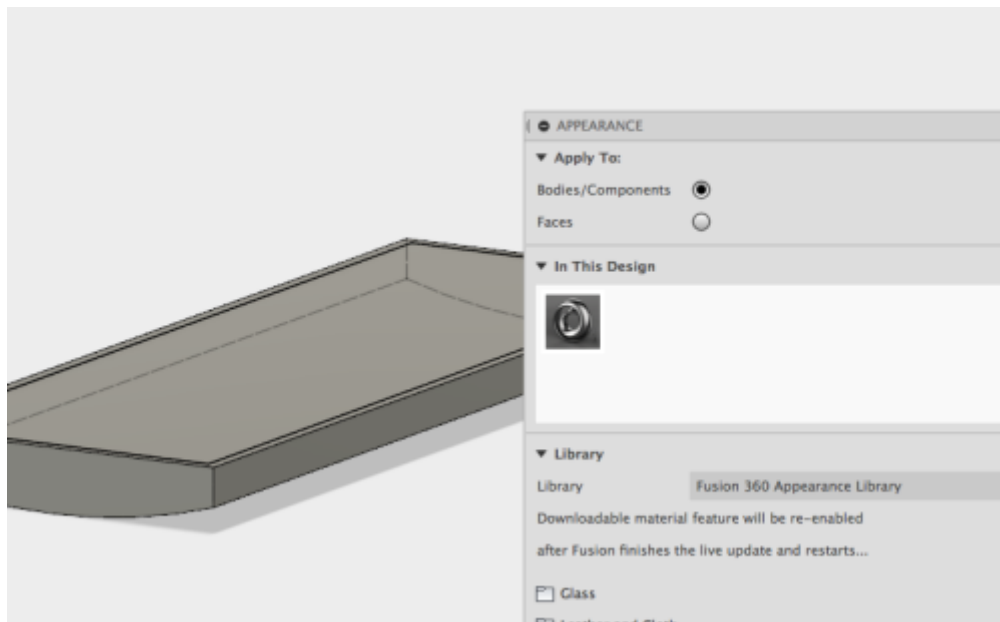 APPEARANCE
Apply To:
Bodies/Components
Faces
In This Design
Library
Library Fusion 360 Appearance Library
Downloadable material feature will be re-enabled
after Fusion finishes the live update and restarts...
Glass